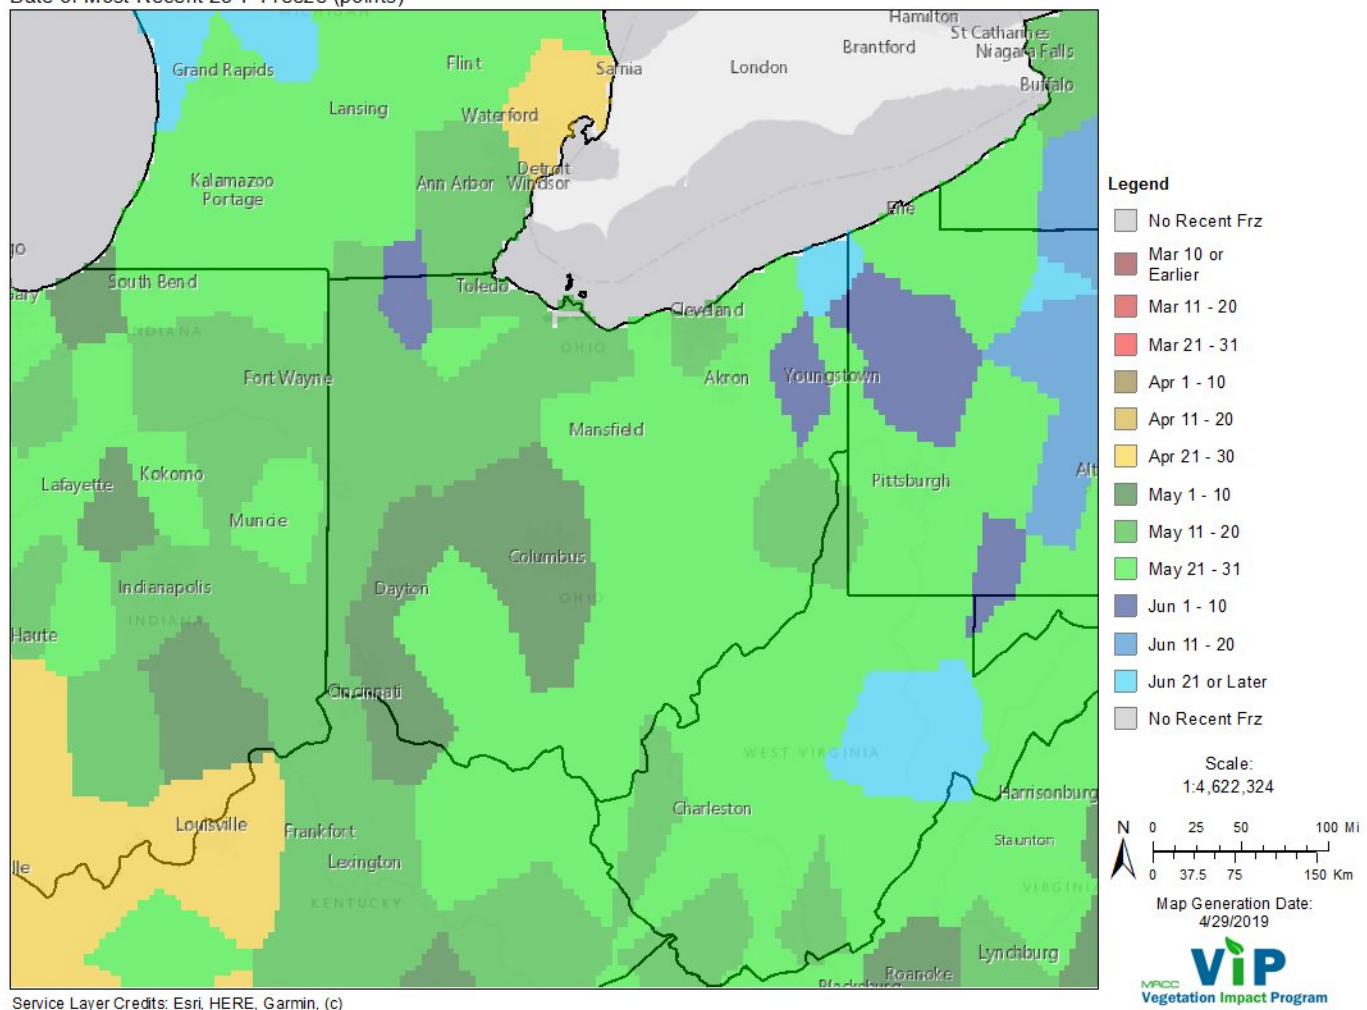 Hamilton
St Catharines
Brantford
Niagara Falls
Grand Rapids
Flint
Sarnia
London
Buffalo
Lansing
Waterford
Detroit
Kalamazoo
Portage
Ann Arbor
Windsor
Erie
South Bend
Toledo
Cleveland
INDIANA
OHIO
Fort Wayne
Akron
Youngstown
Mansfield
Lafayette
Kokomo
Pittsburgh
Muncie
Columbus
Indianapolis
Dayton
OHIO
INDIANA
Haute
Cincinnati
WEST VIRGINIA
Harrisonburg
Charleston
Louisville
Frankfort
Staunton
Lexington
KENTUCKY
VIRGINIA
Lynchburg
Roanoke
Service Layer Credits: Esri, HERE, Garmin, (c)
Legend
No Recent Frz
Mar 10 or
Earlier
Mar 11 - 20
Mar 21 - 31
Apr 1 - 10
Apr 11 - 20
Apr 21 - 30
May 1 - 10
May 11 - 20
May 21 - 31
Jun 1 - 10
Jun 11 - 20
Jun 21 or Later
No Recent Frz
Scale:
1:4,622,324
N
0 25 50 100 Mi
0 37.5 75 150 Km
Map Generation Date:
4/29/2019
MRCC
ViP
Vegetation Impact Program